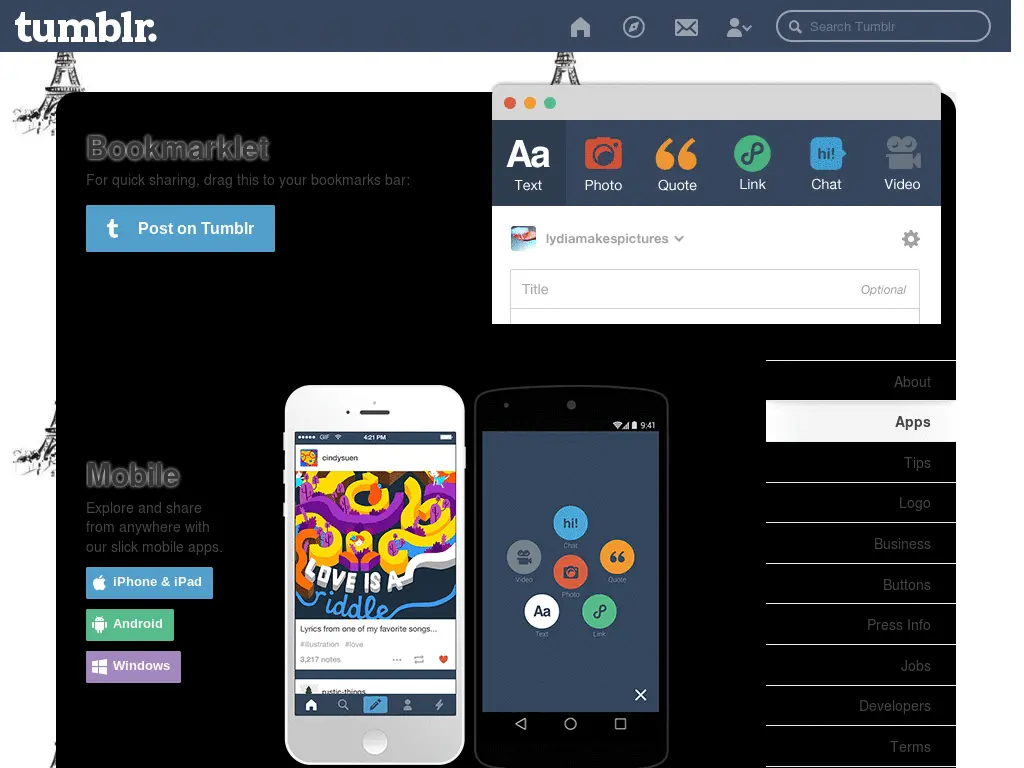 tumblr.
Search Tumblr
Bookmarklet
For quick sharing, drag this to your bookmarks bar:
t Post on Tumblr
Aa
Text
Photo
Quote
Link
hi!
Chat
Video
lydiamakespictures
Title
Optional
About
Apps
Tips
Logo
Business
Buttons
Press Info
Jobs
Developers
Terms
Mobile
Explore and share
from anywhere with
our slick mobile apps.
iPhone & iPad
Android
Windows
GIF
4:21 PM
cindysuen
LOVE IS A
riddle
Lyrics from one of my favorite songs...
#illustration #love
3,217 notes
rustic-things
9:41
hi!
Chat
Video
Quote
Photo
Aa
Text
Link